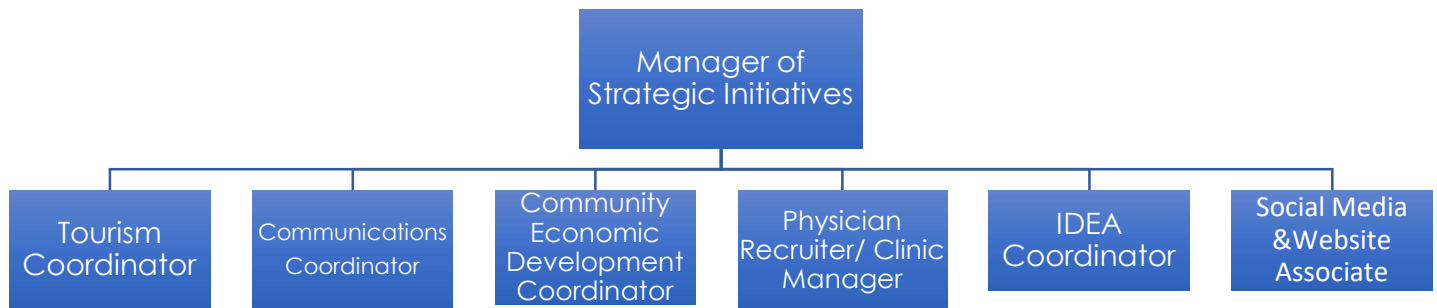 Manager of
Strategic Initiatives
Tourism
Coordinator
Communications
Coordinator
Community
Economic
Development
Coordinator
Physician
Recruiter/ Clinic
Manager
IDEA
Coordinator
Social Media
&Website
Associate